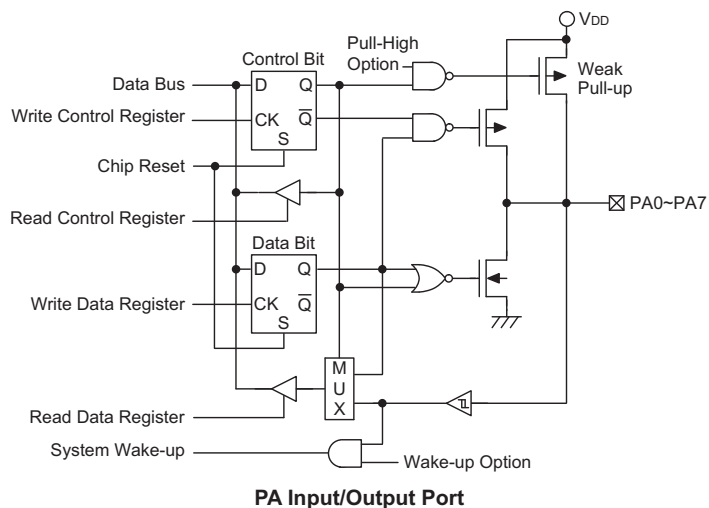 VDD
Pull-High
Option
Control Bit
Weak
Pull-up
Data Bus
D Q
Write Control Register
CK Q̅
S
Chip Reset
Read Control Register
PA0~PA7
Data Bit
D Q
Write Data Register
CK Q̅
S
M
U
X
Read Data Register
System Wake-up
Wake-up Option
PA Input/Output Port